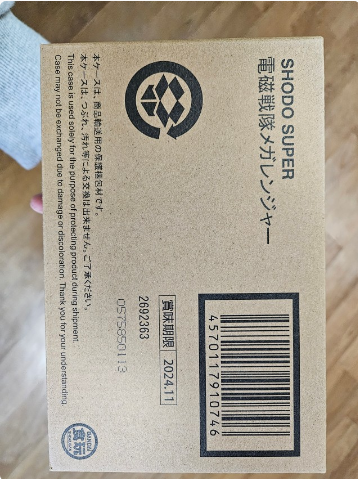 SHODO SUPER
電磁戦隊メガレンジャー
本ケースは、商品輸送用の保護梱包材です。
本ケースは、つぶれ、汚れ等による交換は出来ません。ご了承ください。
This case is used solely for the purpose of protecting product during shipment.
Case may not be exchanged due to damage or discoloration. Thank you for your understanding.
4570117910746
賞味期限 2024.11
2692363
0575850113
BANDAI
食玩